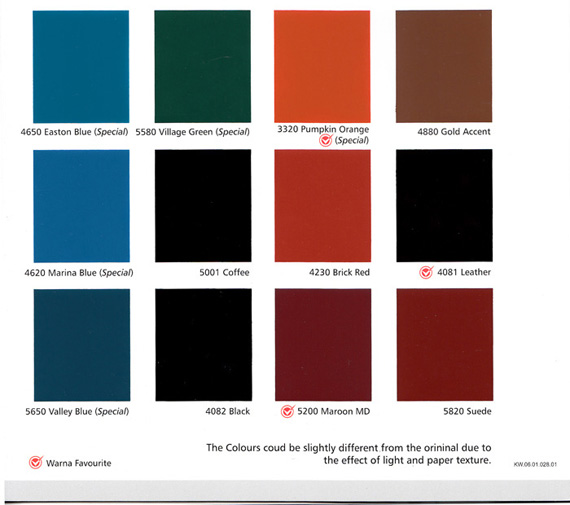 4650 Easton Blue (Special)
5580 Village Green (Special)
3320 Pumpkin Orange
(Special)
4880 Gold Accent
4620 Marina Blue (Special)
5001 Coffee
4230 Brick Red
4081 Leather
5650 Valley Blue (Special)
4082 Black
5200 Maroon MD
5820 Suede
Warna Favourite
The Colours coud be slightly different from the orininal due to
the effect of light and paper texture.
KW.06.01.028.01